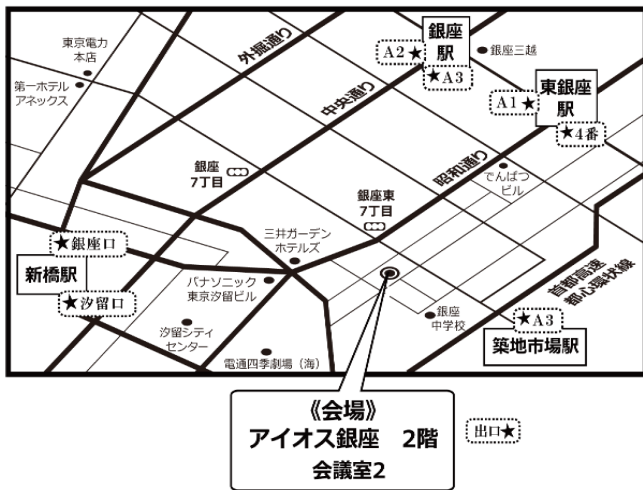 銀座
駅
A2★
★A3
銀座三越
東京電力
本店
第一ホテル
アネックス
外掘通り
中央通り
昭和通り
A1★
東銀座
駅
★4番
でんぱつ
ビル
銀座
7丁目
銀座東
7丁目
三井ガーデン
ホテルズ
★銀座口
新橋駅
★汐留口
パナソニック
東京汐留ビル
汐留シティ
センター
電通四季劇場（海）
銀座
中学校
首都高速
都心環状線
★A3
築地市場駅
《会場》
アイオス銀座　2階
会議室2
出口★